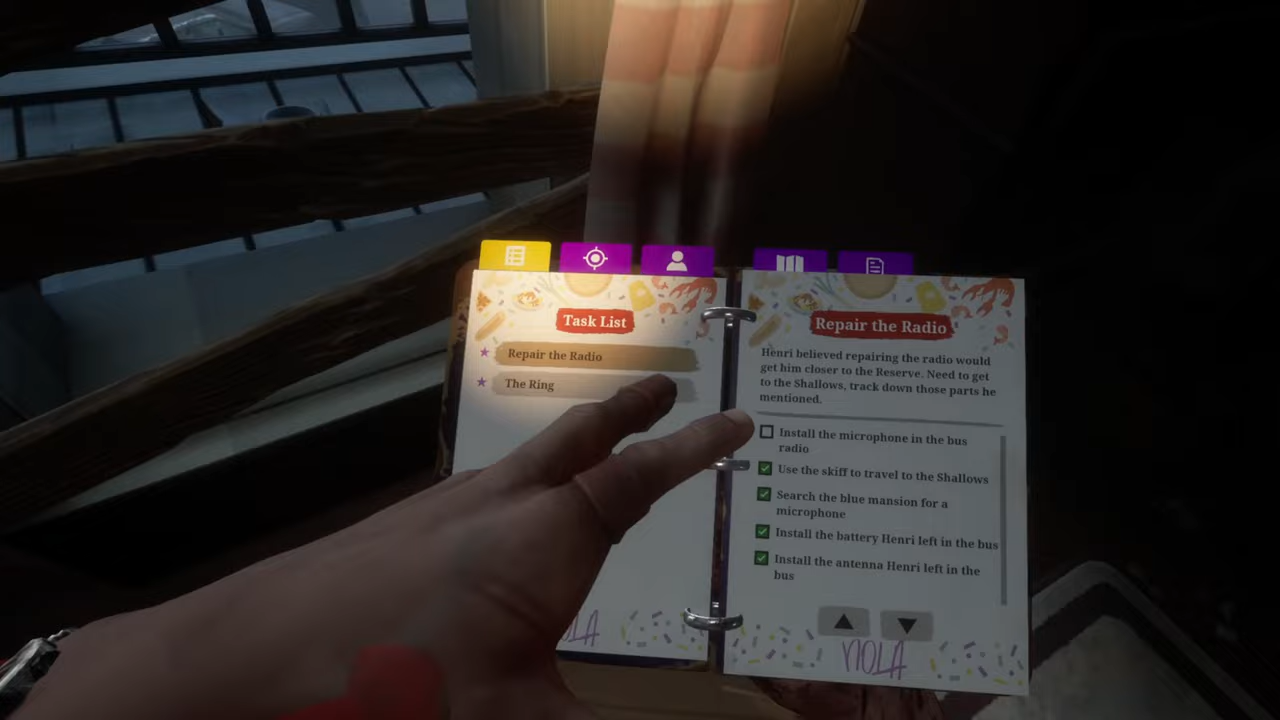 Task List
Repair the Radio
The Ring
Repair the Radio
Henri believed repairing the radio would
get him closer to the Reserve. Need to get
to the Shallows, track down those parts he
mentioned.
Install the microphone in the bus
radio
Use the skiff to travel to the Shallows
Search the blue mansion for a
microphone
Install the battery Henri left in the bus
Install the antenna Henri left in the
bus
NOLA